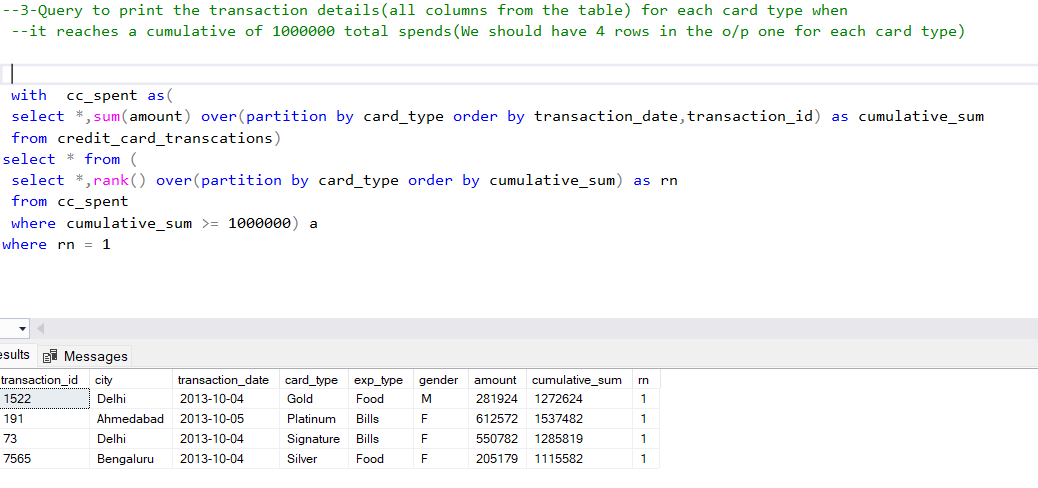 --3-Query to print the transaction details(all columns from the table) for each card type when
--it reaches a cumulative of 1000000 total spends(We should have 4 rows in the o/p one for each card type)
with  cc_spent as(
select *,sum(amount) over(partition by card_type order by transaction_date,transaction_id) as cumulative_sum
from credit_card_transcations)
select * from (
select *,rank() over(partition by card_type order by cumulative_sum) as rn
from cc_spent
where cumulative_sum >= 1000000) a
where rn = 1
esults Messages
transaction_id city transaction_date card_type exp_type gender amount cumulative_sum rn
1522 Delhi 2013-10-04 Gold Food M 281924 1272624 1
191 Ahmedabad 2013-10-05 Platinum Bills F 612572 1537482 1
73 Delhi 2013-10-04 Signature Bills F 550782 1285819 1
7565 Bengaluru 2013-10-04 Silver Food F 205179 1115582 1